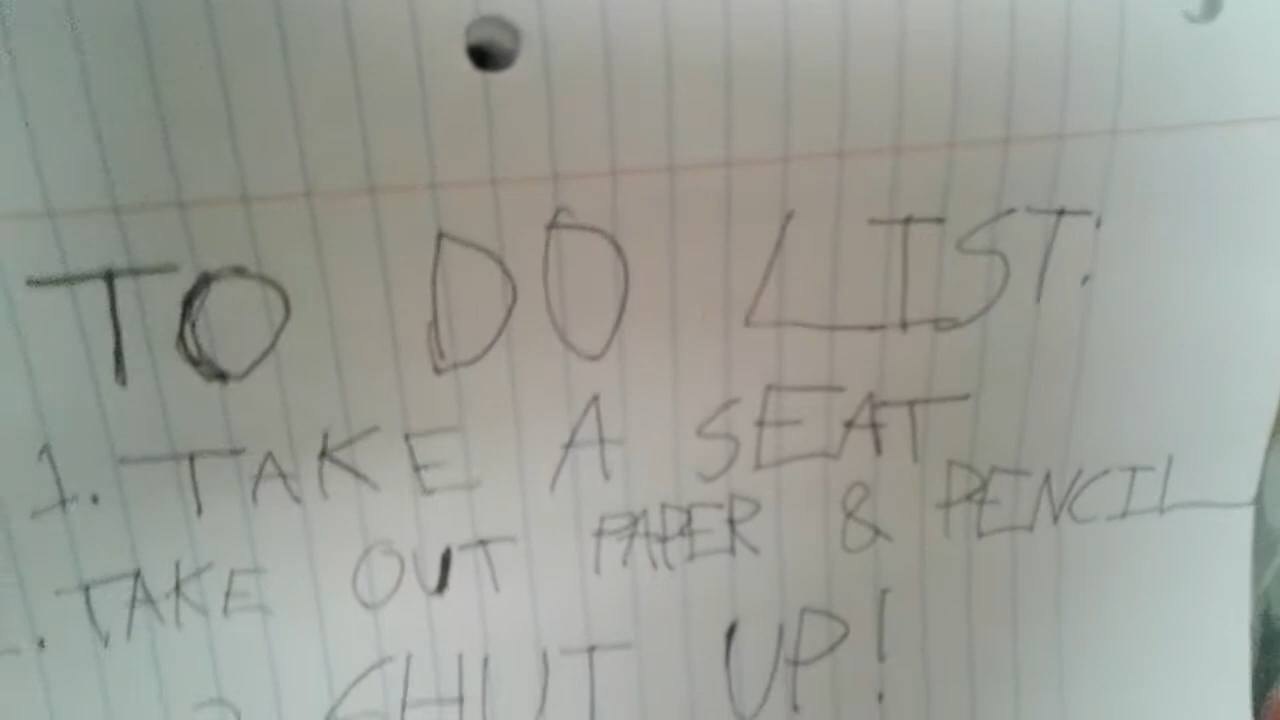 TO DO LIST:
1. TAKE A SEAT
. TAKE OUT PAPER & PENCIL
SHUT UP!